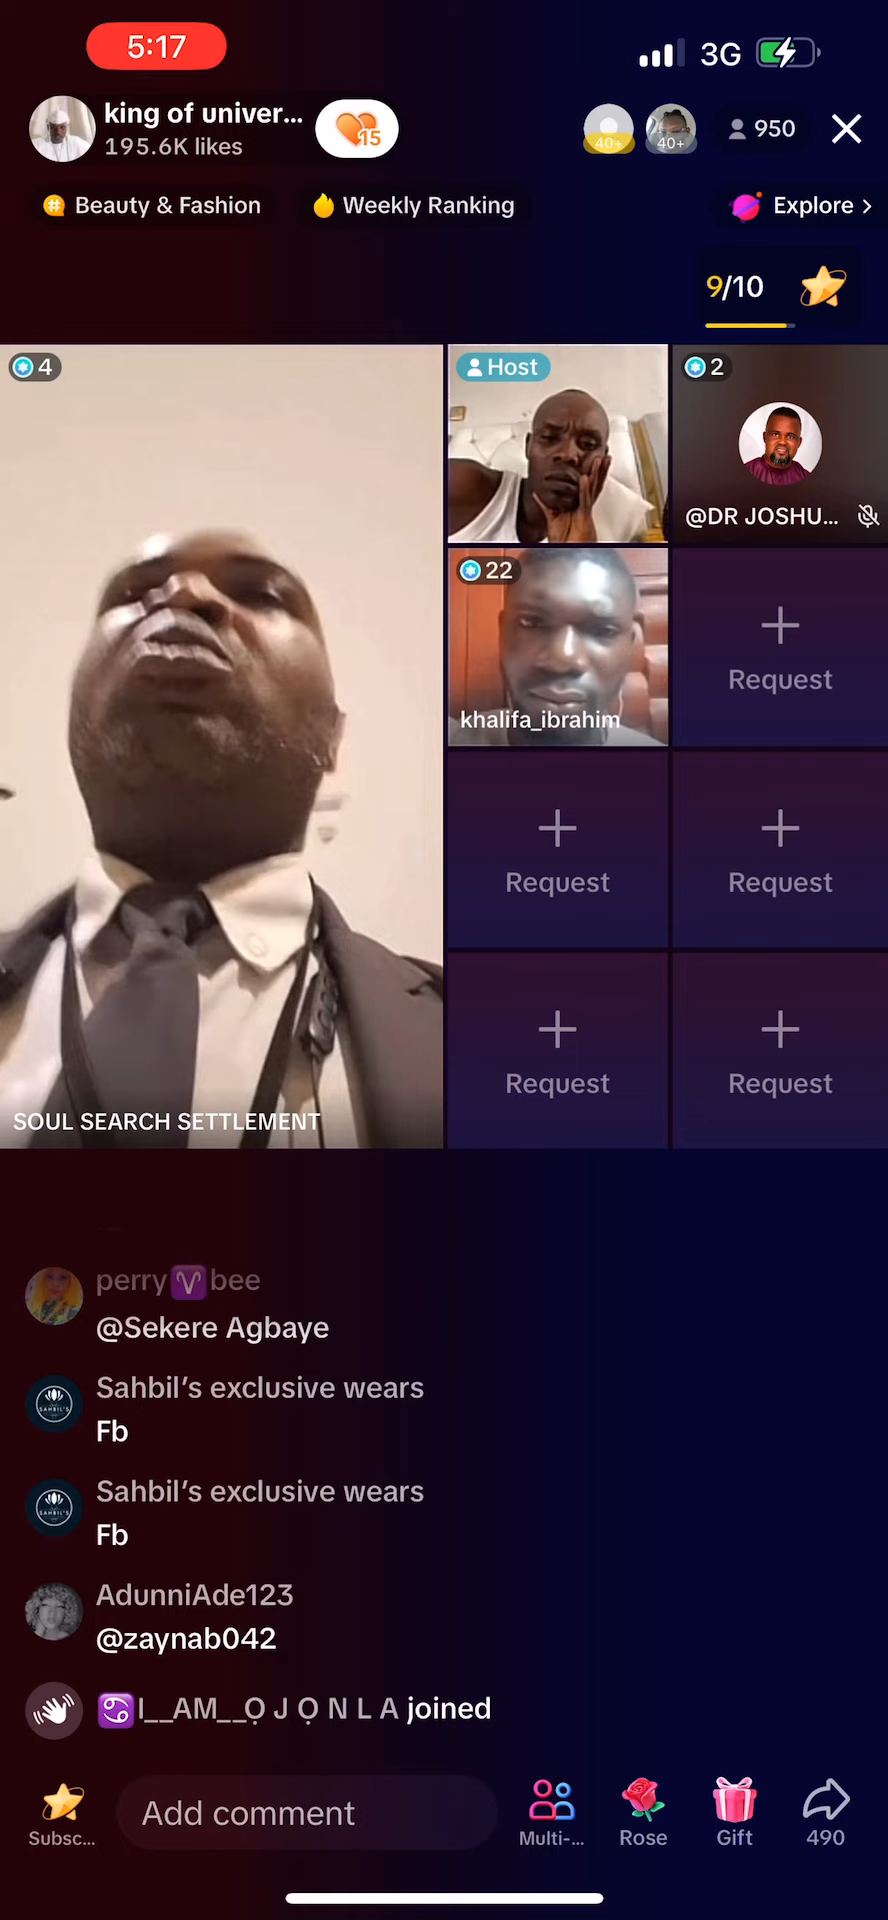 5:17
3G
king of univer...
195.6K likes
15
40+
40+
950
Beauty & Fashion
Weekly Ranking
Explore >
9/10
4
Host
2
@DR JOSHU...
22
khalifa_ibrahim
Request
Request
Request
Request
Request
SOUL SEARCH SETTLEMENT
perry♈bee
@Sekere Agbaye
Sahbil's exclusive wears
Fb
Sahbil's exclusive wears
Fb
AdunniAde123
@zaynab042
♋I__AM__Ọ J Ọ N L A joined
Subsc...
Add comment
Multi-...
Rose
Gift
490
SAHBIL'S
SAHBIL'S